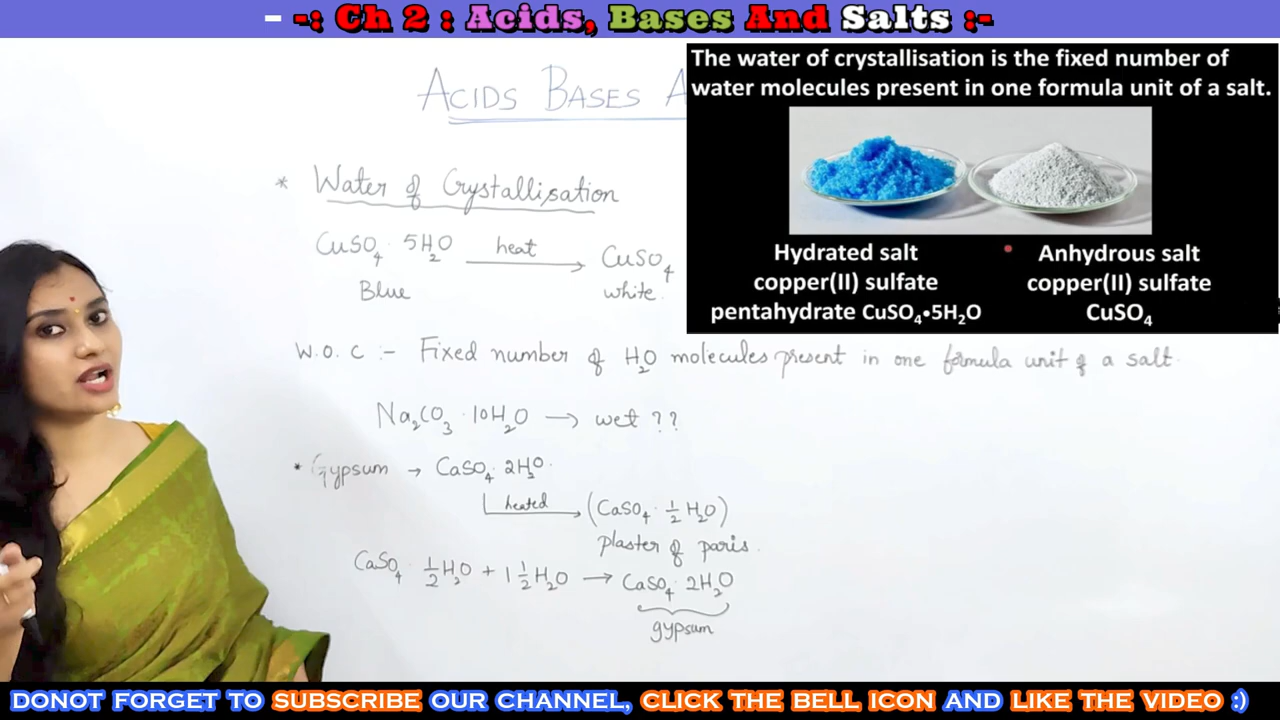 - -: Ch 2 : Acids, Bases And Salts :-
ACIDS BASES A
The water of crystallisation is the fixed number of
water molecules present in one formula unit of a salt.
Hydrated salt
copper(II) sulfate
pentahydrate CuSO₄•5H₂O
Anhydrous salt
copper(II) sulfate
CuSO₄
* Water of Crystallisation
CuSO₄ · 5H₂O heat → CuSO₄
Blue white
W.O.C :- Fixed number of H₂O molecules present in one formula unit of a salt.
Na₂CO₃ · 10H₂O → wet ??
* Gypsum → CaSO₄ · 2H₂O
heated → (CaSO₄ · ½ H₂O)
plaster of paris
CaSO₄ · ½ H₂O + 1½ H₂O → CaSO₄ · 2H₂O
gypsum
DONOT FORGET TO SUBSCRIBE OUR CHANNEL, CLICK THE BELL ICON AND LIKE THE VIDEO :)